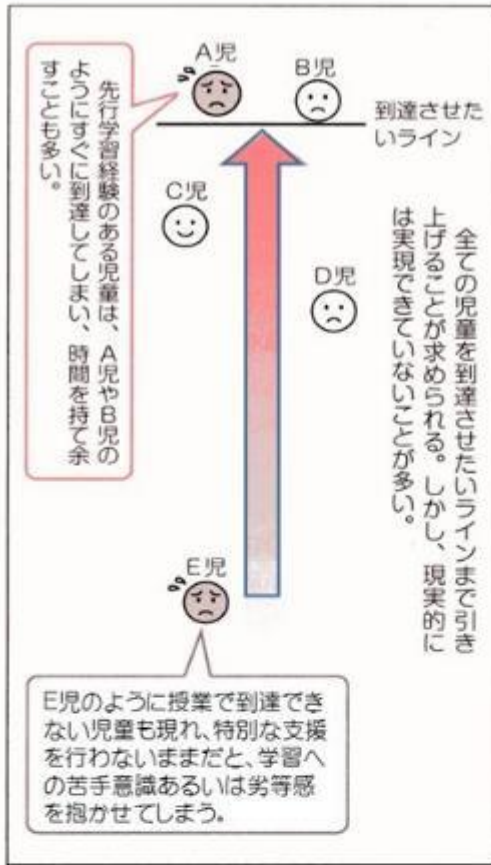 全ての児童を到達させたいラインまで引き
上げることが求められる。しかし、現実的に
は実現できていないことが多い。
到達させた
いライン
A児
B児
先行学習経験のある児童は、A児やB児の
ようにすぐに到達してしまい、時間を持て余
すことも多い。
C児
D児
E児
E児のように授業で到達でき
ない児童も現れ、特別な支援
を行わないままだと、学習へ
の苦手意識あるいは劣等感
を抱かせてしまう。